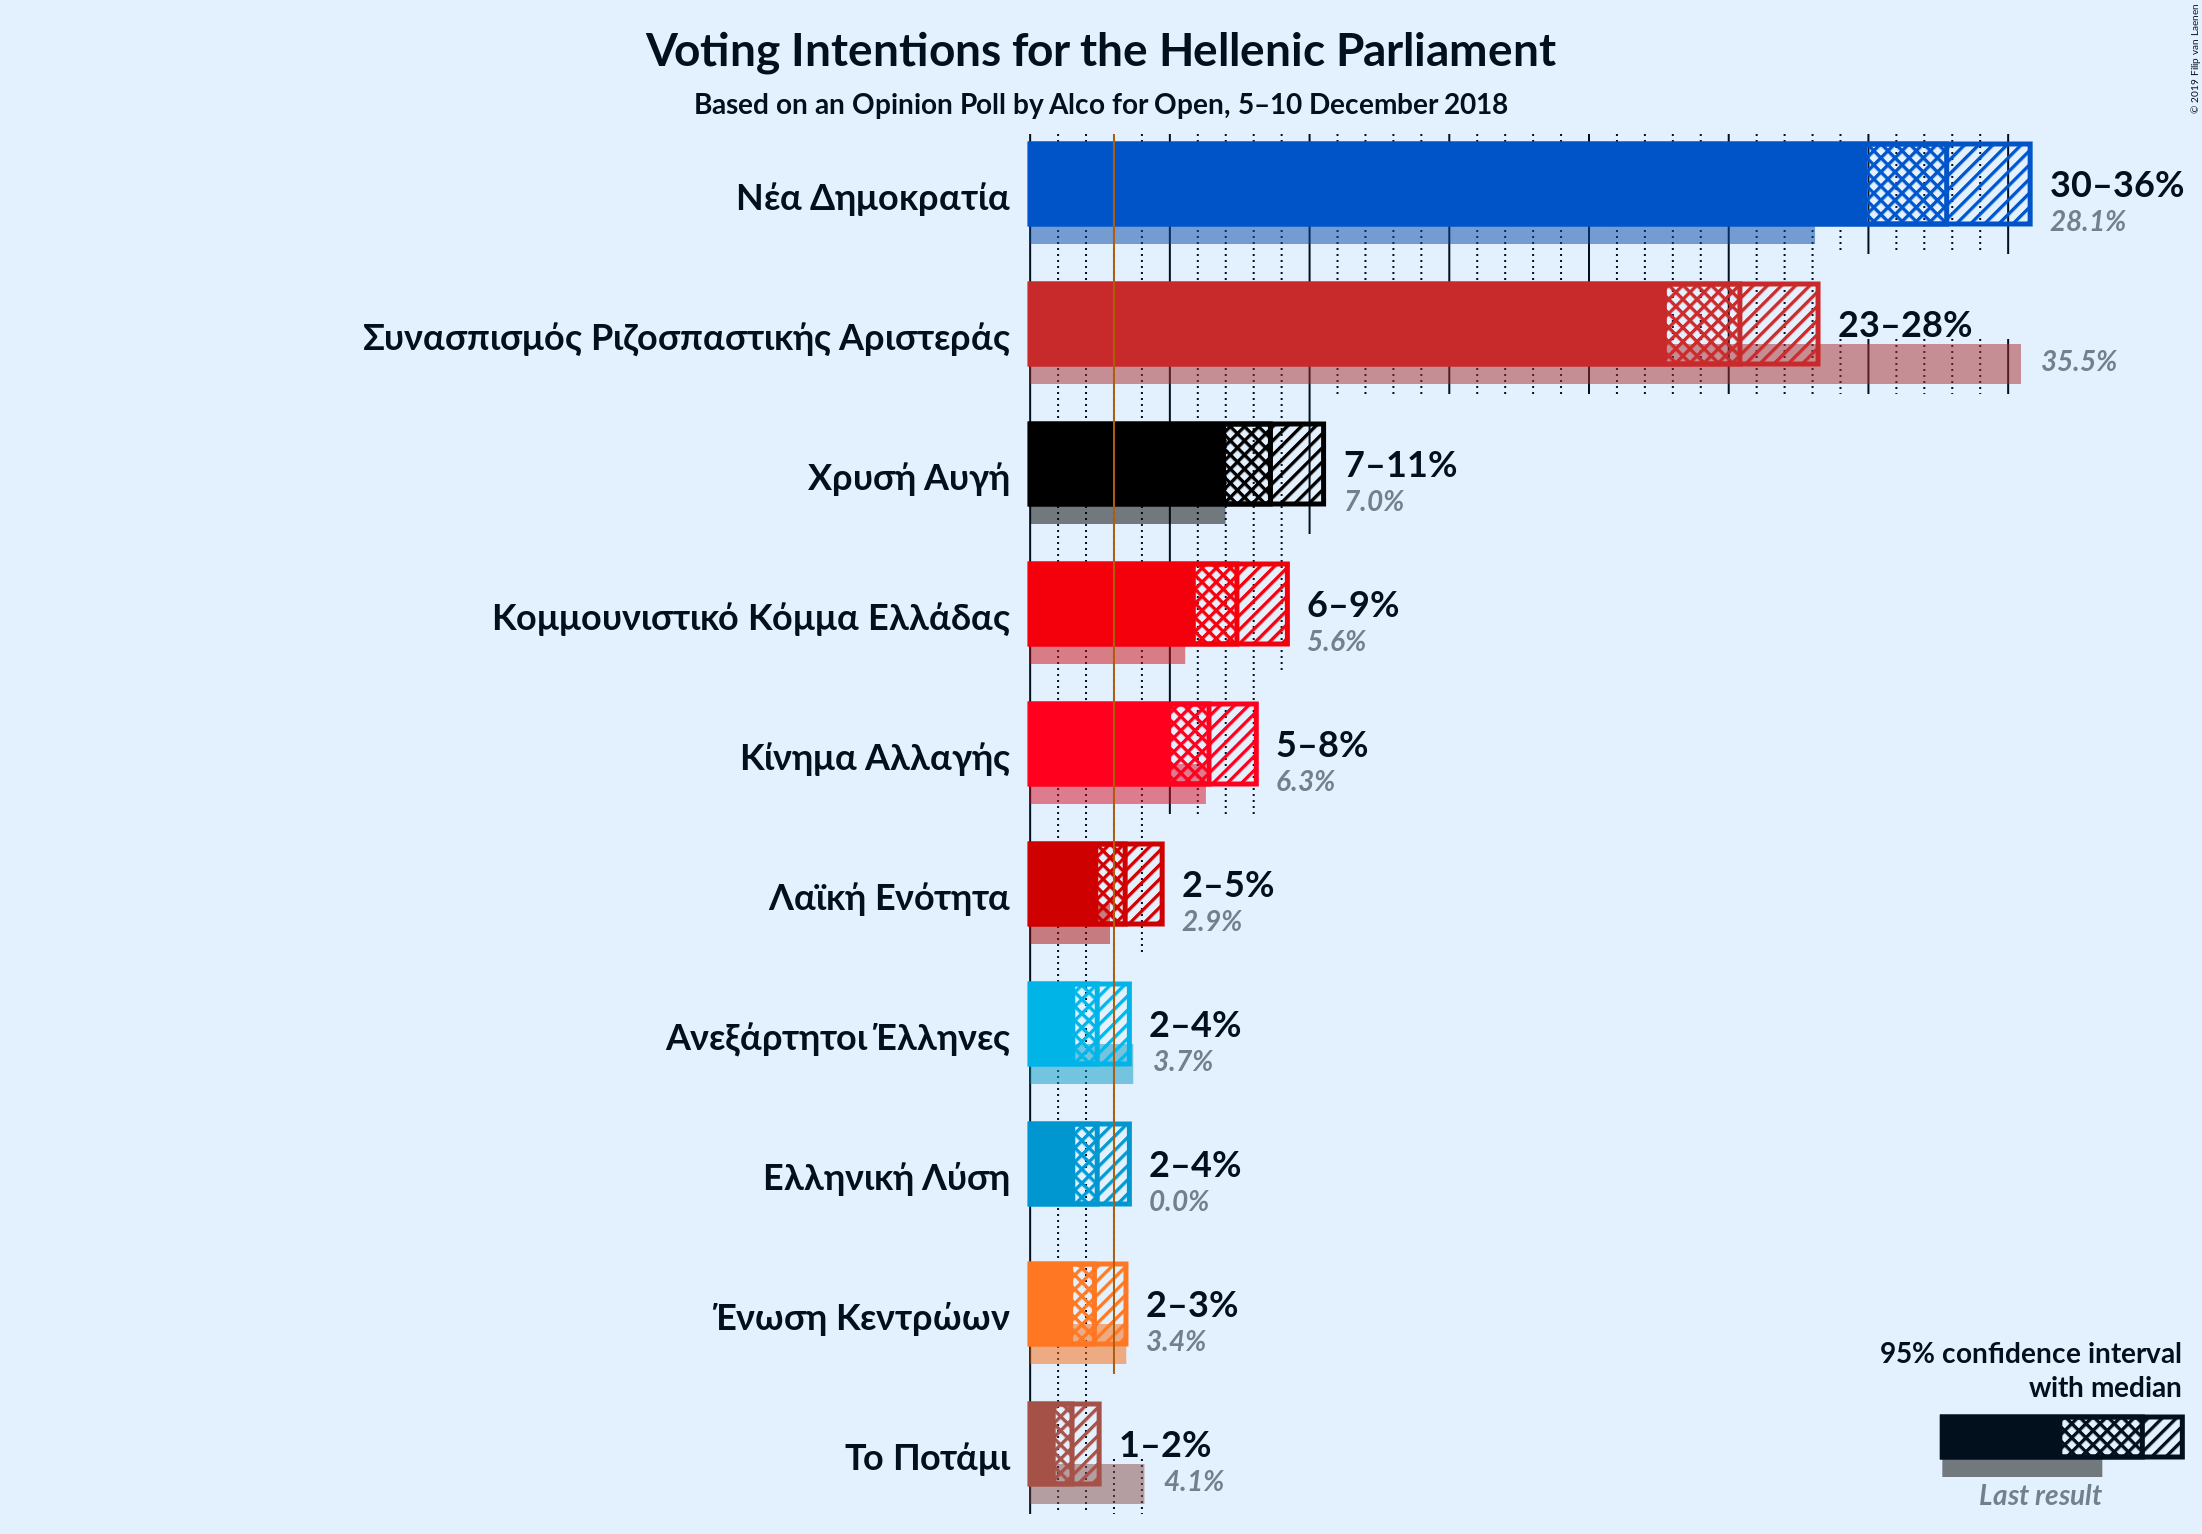 Voting Intentions for the Hellenic Parliament
Based on an Opinion Poll by Alco for Open, 5–10 December 2018
© 2019 Filip van Laenen
Νέα Δημοκρατία
30–36%
28.1%
Συνασπισμός Ριζοσπαστικής Αριστεράς
23–28%
35.5%
Χρυσή Αυγή
7–11%
7.0%
Κομμουνιστικό Κόμμα Ελλάδας
6–9%
5.6%
Κίνημα Αλλαγής
5–8%
6.3%
Λαϊκή Ενότητα
2–5%
2.9%
Ανεξάρτητοι Έλληνες
2–4%
3.7%
Ελληνική Λύση
2–4%
0.0%
Ένωση Κεντρώων
2–3%
3.4%
Το Ποτάμι
1–2%
4.1%
95% confidence interval
with median
Last result